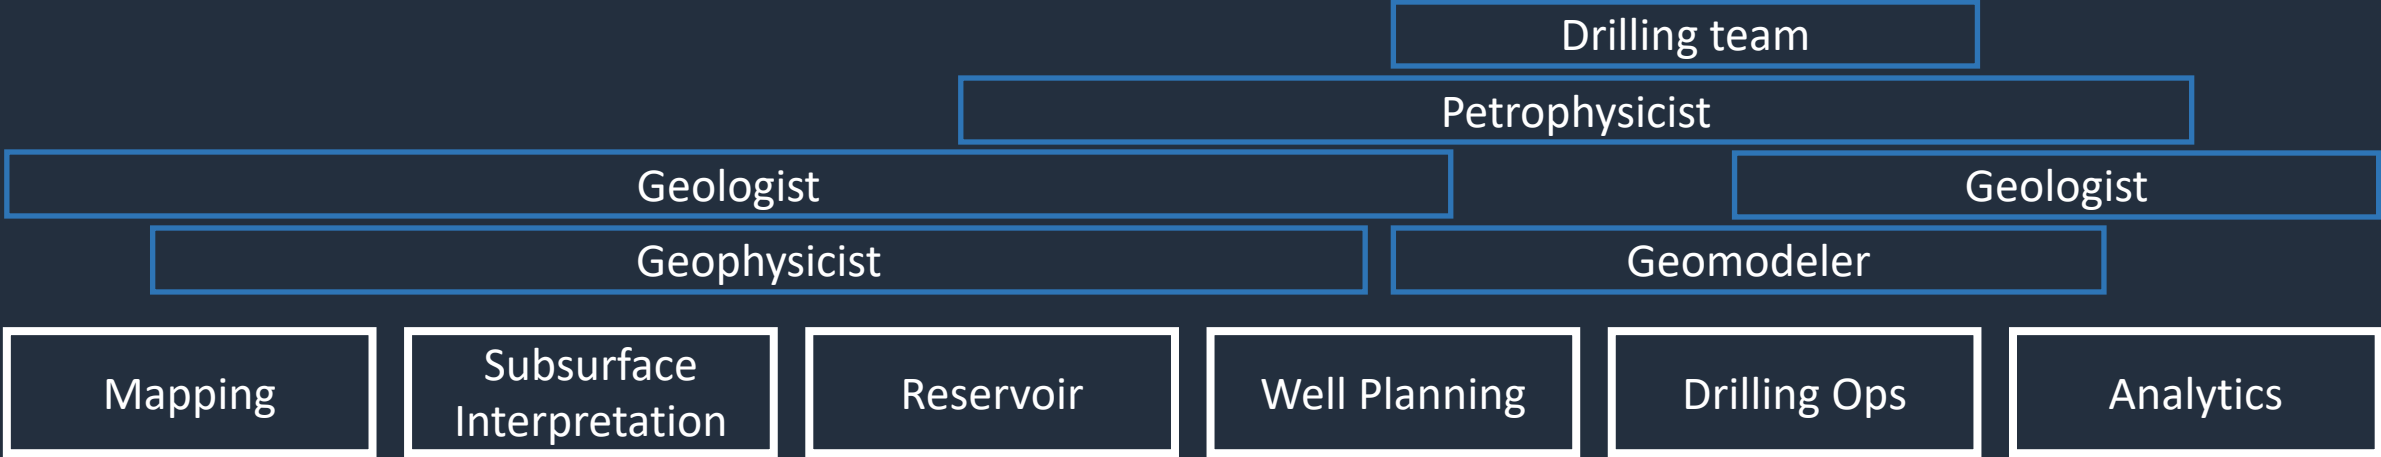 Drilling team
Petrophysicist
Geologist
Geologist
Geophysicist
Geomodeler
Mapping
Subsurface
Interpretation
Reservoir
Well Planning
Drilling Ops
Analytics